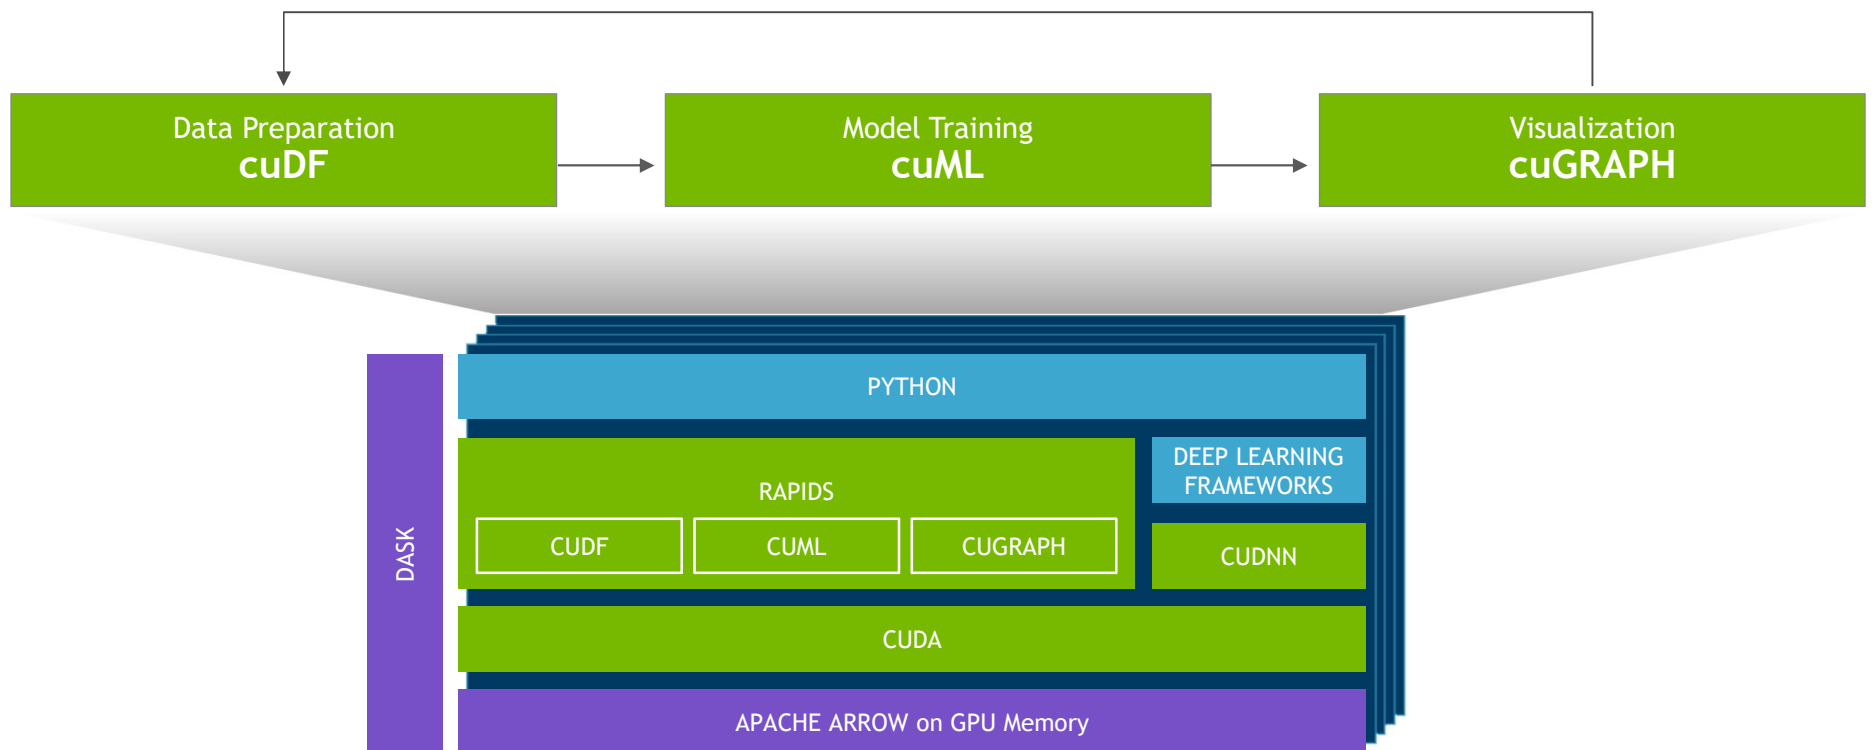 Data Preparation
cuDF
Model Training
cuML
Visualization
cuGRAPH
DASK
PYTHON
RAPIDS
CUDF
CUML
CUGRAPH
DEEP LEARNING
FRAMEWORKS
CUDNN
CUDA
APACHE ARROW on GPU Memory